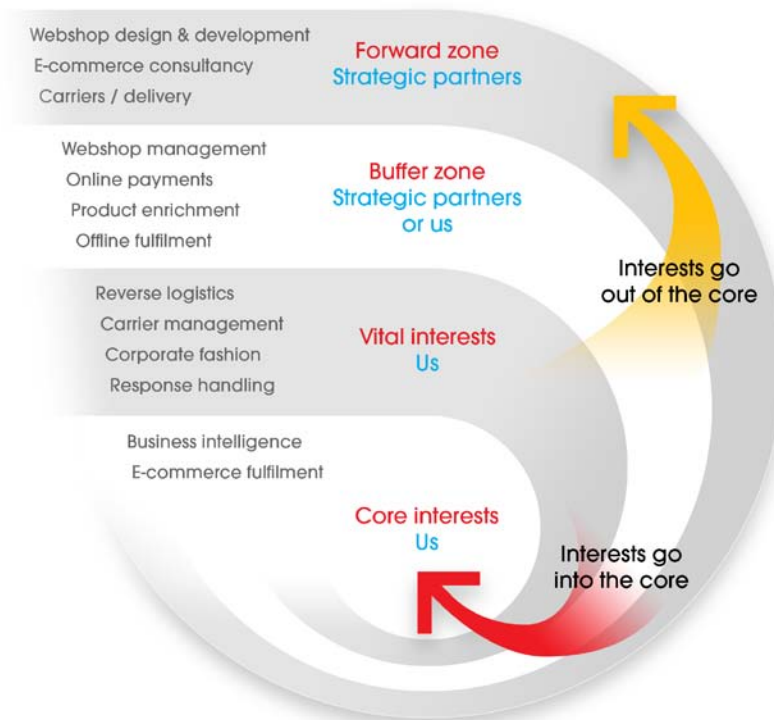 Webshop design & development
E-commerce consultancy
Carriers / delivery
Forward zone
Strategic partners
Webshop management
Online payments
Product enrichment
Offline fulfilment
Buffer zone
Strategic partners
or us
Interests go
out of the core
Reverse logistics
Carrier management
Corporate fashion
Response handling
Vital interests
Us
Business intelligence
E-commerce fulfilment
Core interests
Us
Interests go
into the core